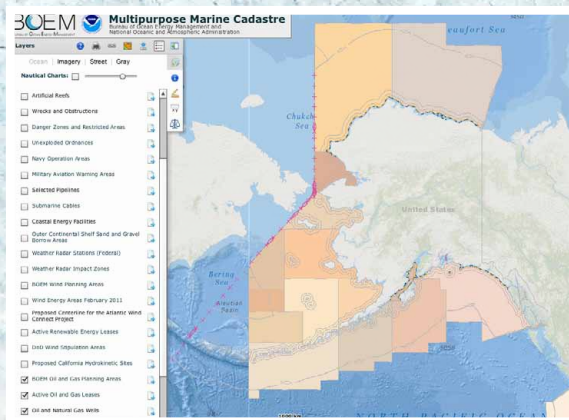 BOEM
Multipurpose Marine Cadastre
Bureau of Ocean Energy Management and
National Oceanic and Atmospheric Administration
Layers
Ocean | Imagery | Street | Gray
Nautical Charts:
Artificial Reefs
Wrecks and Obstructions
Danger Zones and Restricted Areas
Unexploded Ordnances
Navy Operation Areas
Military Aviation Warning Areas
Selected Pipelines
Submarine Cables
Coastal Energy Facilities
Outer Continental Shelf Sand and Gravel
Borrow Areas
Weather Radar Stations (Federal)
Weather Radar Impact Zones
BOEM Wind Planning Areas
Wind Energy Areas February 2011
Proposed Centerline for the Atlantic Wind
Connect Project
Active Renewable Energy Leases
DoD Wind Stipulation Areas
Proposed California Hydrokinetic Sites
BOEM Oil and Gas Planning Areas
Active Oil and Gas Leases
Oil and Natural Gas Wells
Beaufort Sea
Chukchi
Sea
United States
Bering
Sea
Aleutian
Basin
NORTH PACIFIC OCEAN